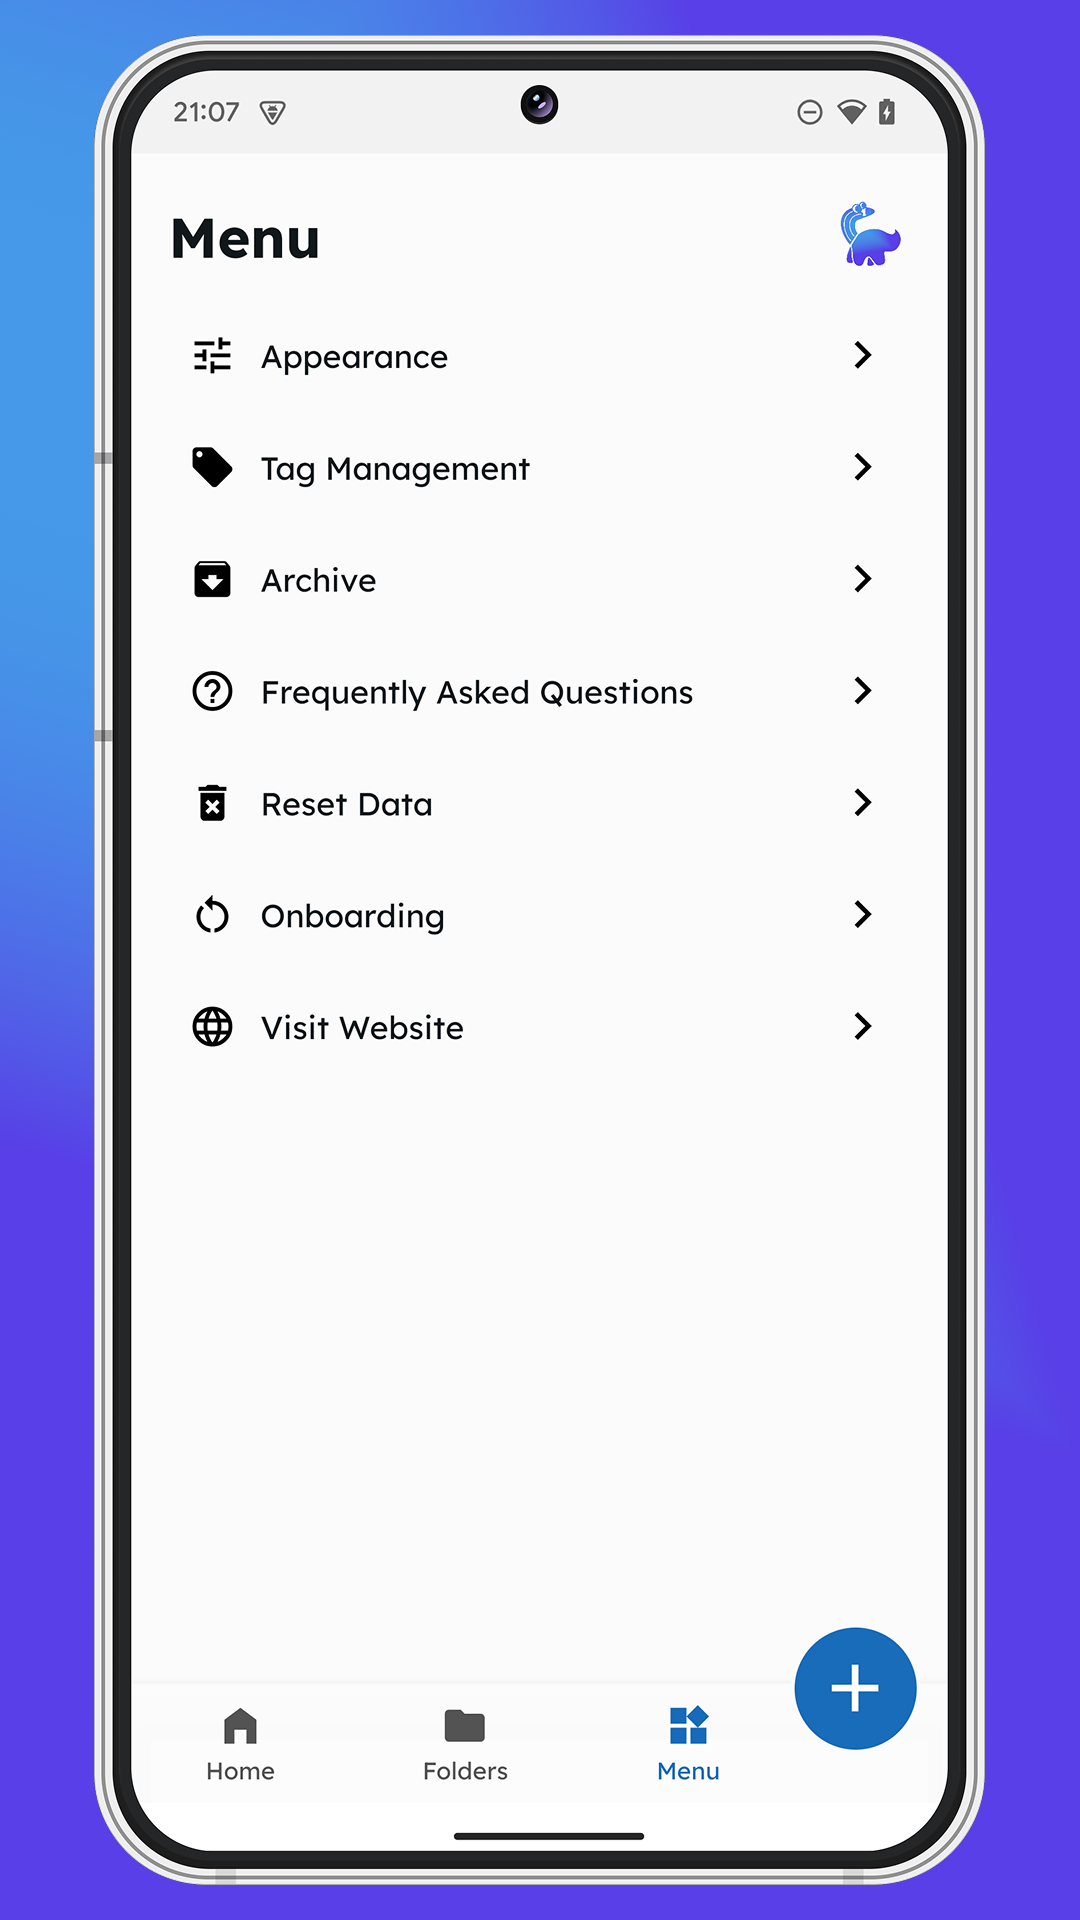 21:07
Menu
Appearance
Tag Management
Archive
Frequently Asked Questions
Reset Data
Onboarding
Visit Website
Home
Folders
Menu